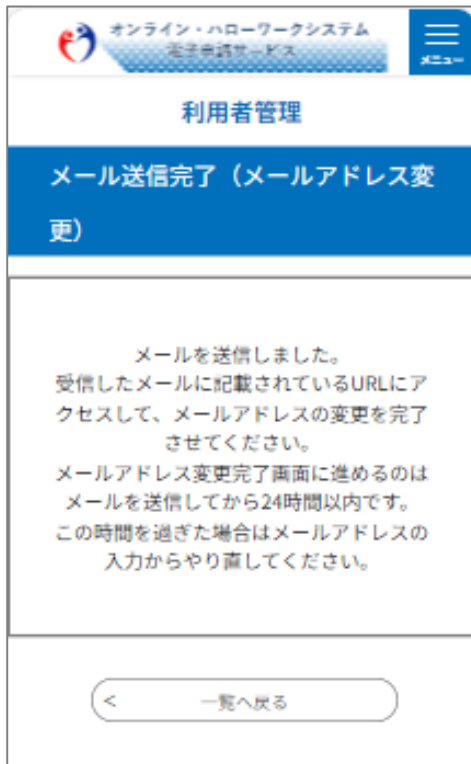 オンライン・ハローワークシステム
電子申請サービス
メニュー
利用者管理
メール送信完了（メールアドレス変
更）
メールを送信しました。
受信したメールに記載されているURLにア
クセスして、メールアドレスの変更を完了
させてください。
メールアドレス変更完了画面に進めるのは
メールを送信してから24時間以内です。
この時間を過ぎた場合はメールアドレスの
入力からやり直してください。
< 一覧へ戻る